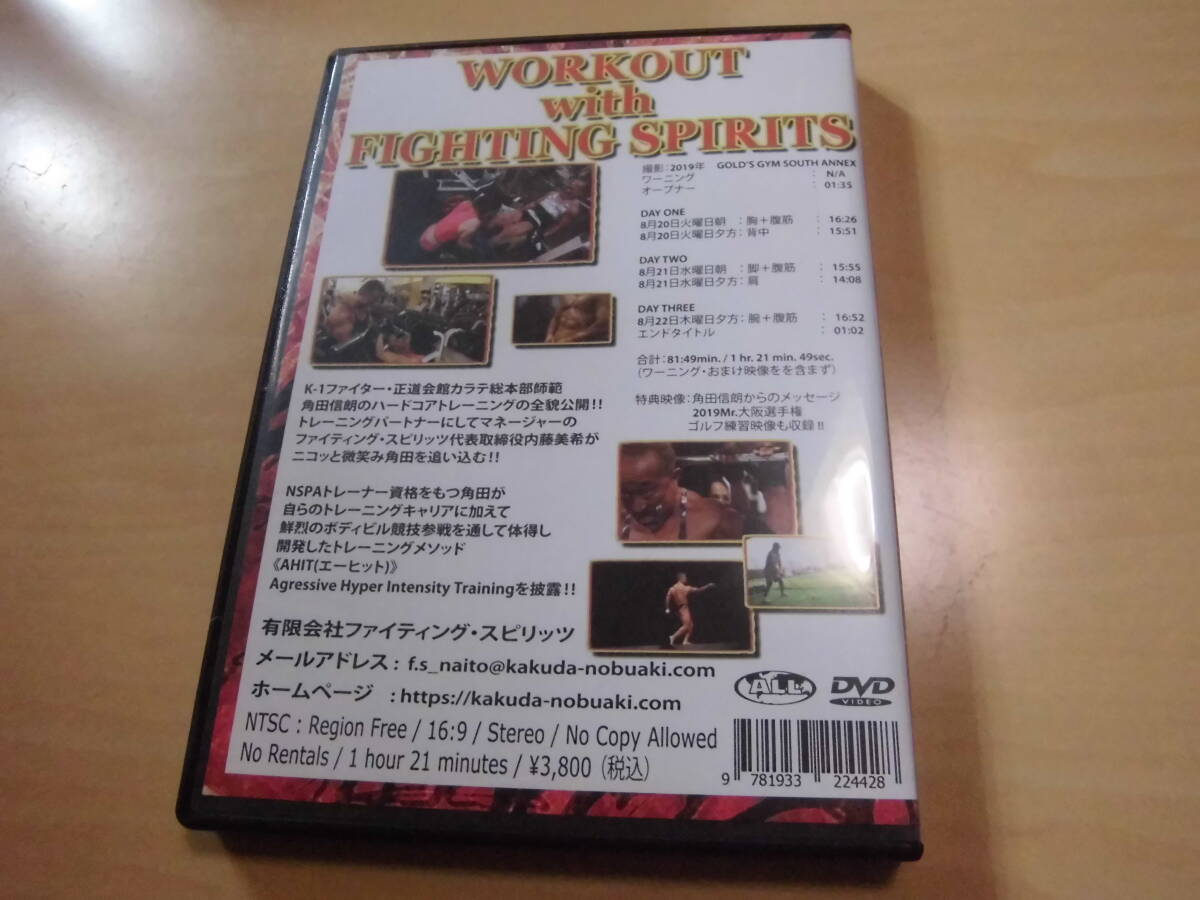 WORKOUT
with
FIGHTING SPIRITS
撮影：2019年 GOLD'S GYM SOUTH ANNEX
ワーニング : N/A
オープナー : 01:35
DAY ONE
8月20日火曜日朝 : 胸＋腹筋 : 16:26
8月20日火曜日夕方 : 背中 : 15:51
DAY TWO
8月21日水曜日朝 : 脚＋腹筋 : 15:55
8月21日水曜日夕方 : 肩 : 14:08
DAY THREE
8月22日木曜日夕方 : 腕＋腹筋 : 16:52
エンドタイトル : 01:02
合計：81:49min. / 1 hr. 21 min. 49sec.
（ワーニング・おまけ映像をを含まず）
特典映像：角田信朗からのメッセージ
2019Mr.大阪選手権
ゴルフ練習映像も収録!!
K-1ファイター・正道会館カラテ総本部師範
角田信朗のハードコアトレーニングの全貌公開!!
トレーニングパートナーにしてマネージャーの
ファイティング・スピリッツ代表取締役内藤美希が
ニコッと微笑み角田を追い込む!!
NSPAトレーナー資格をもつ角田が
自らのトレーニングキャリアに加えて
鮮烈のボディビル競技参戦を通して体得し
開発したトレーニングメソッド
《AHIT(エーヒット)》
Agressive Hyper Intensity Trainingを披露!!
有限会社ファイティング・スピリッツ
メールアドレス : f.s_naito@kakuda-nobuaki.com
ホームページ : https://kakuda-nobuaki.com
ALL DVD
VIDEO
NTSC : Region Free / 16:9 / Stereo / No Copy Allowed
No Rentals / 1 hour 21 minutes / ¥3,800（税込）
9 781933 224428